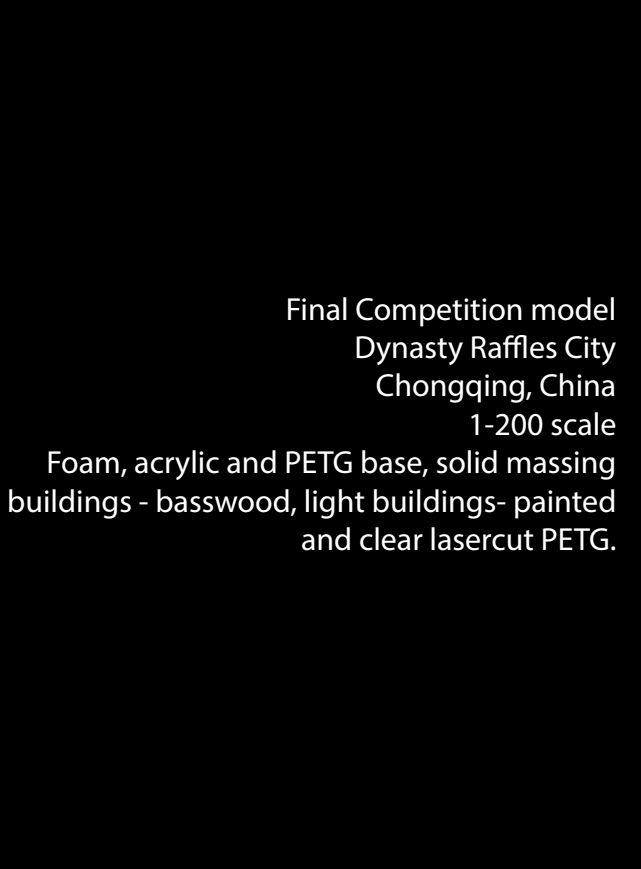 Final Competition model
Dynasty Raffles City
Chongqing, China
1-200 scale
Foam, acrylic and PETG base, solid massing
buildings - basswood, light buildings- painted
and clear lasercut PETG.